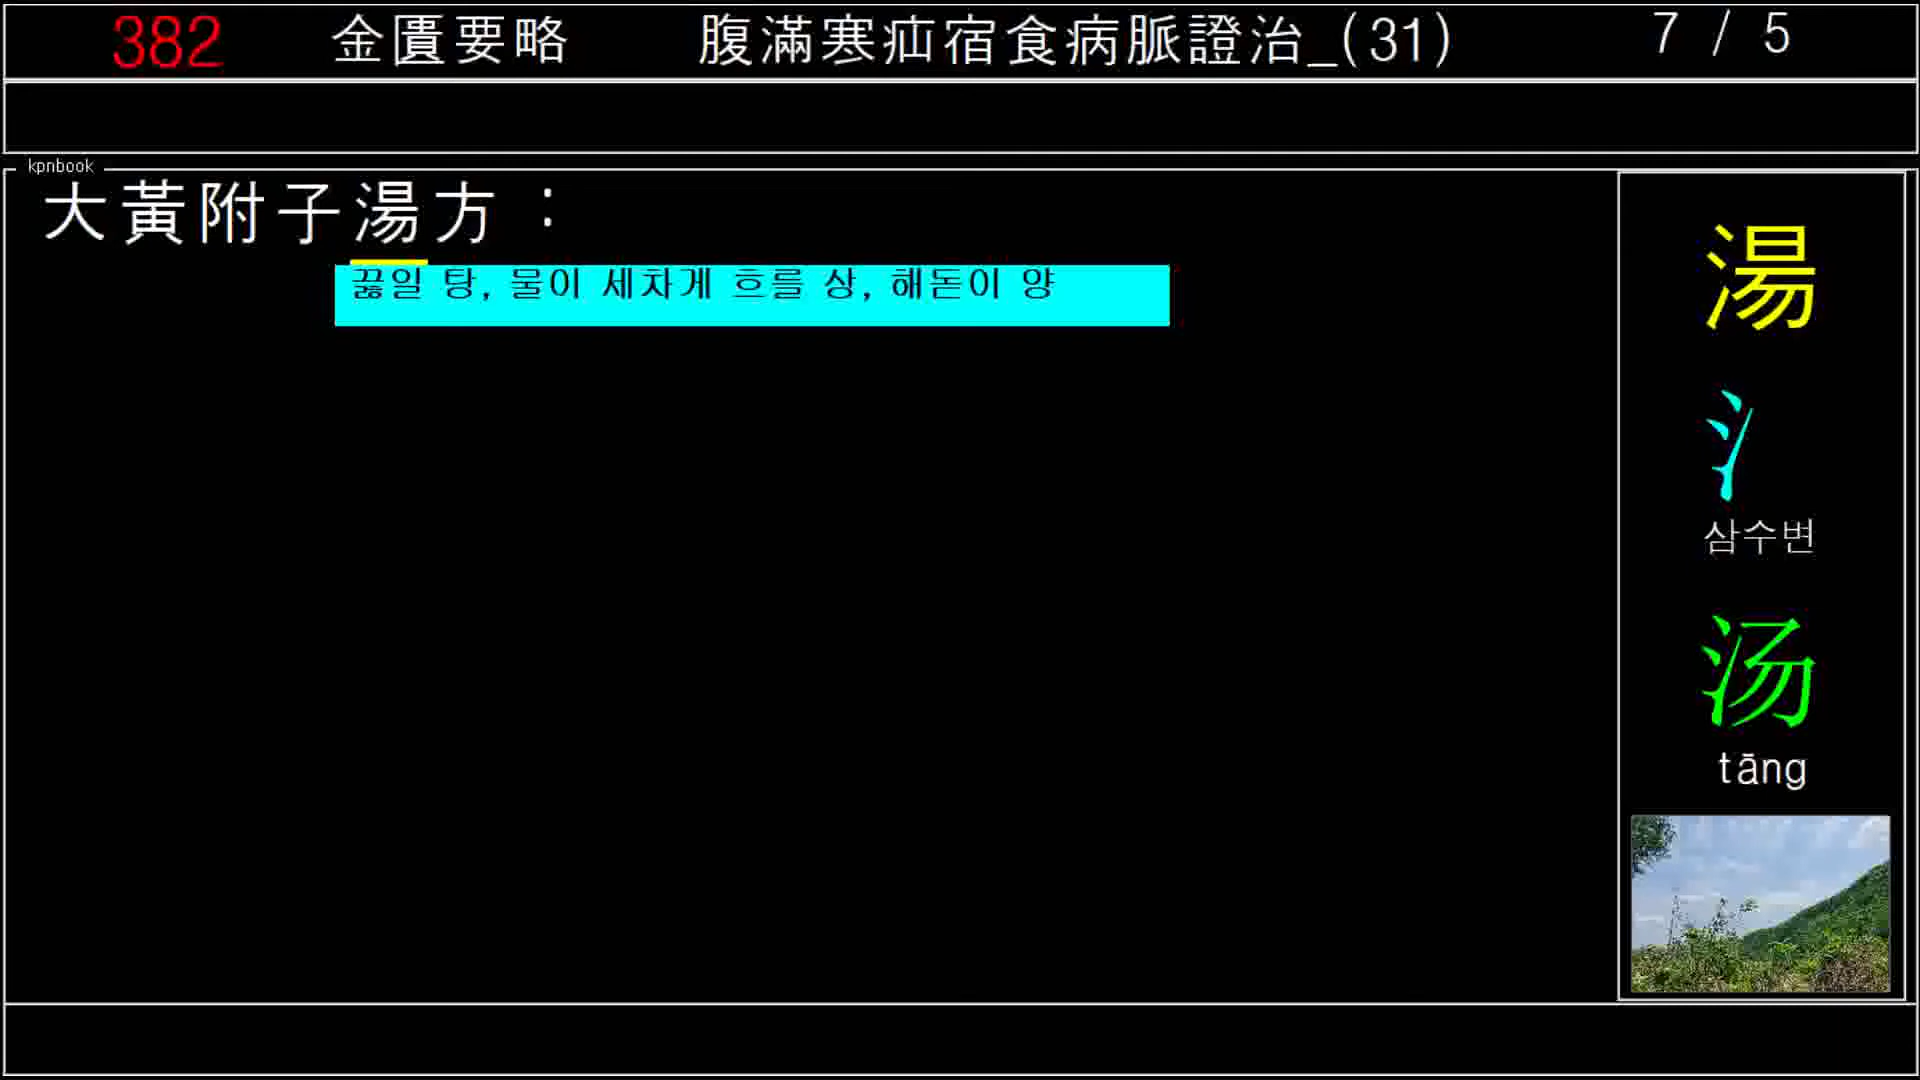 382 金匱要略 腹滿寒疝宿食病脈證治_(31) 7 / 5
kpnbook
大黃附子湯方：
끓일 탕, 물이 세차게 흐를 상, 해돋이 양
湯
氵
삼수변
汤
tāng